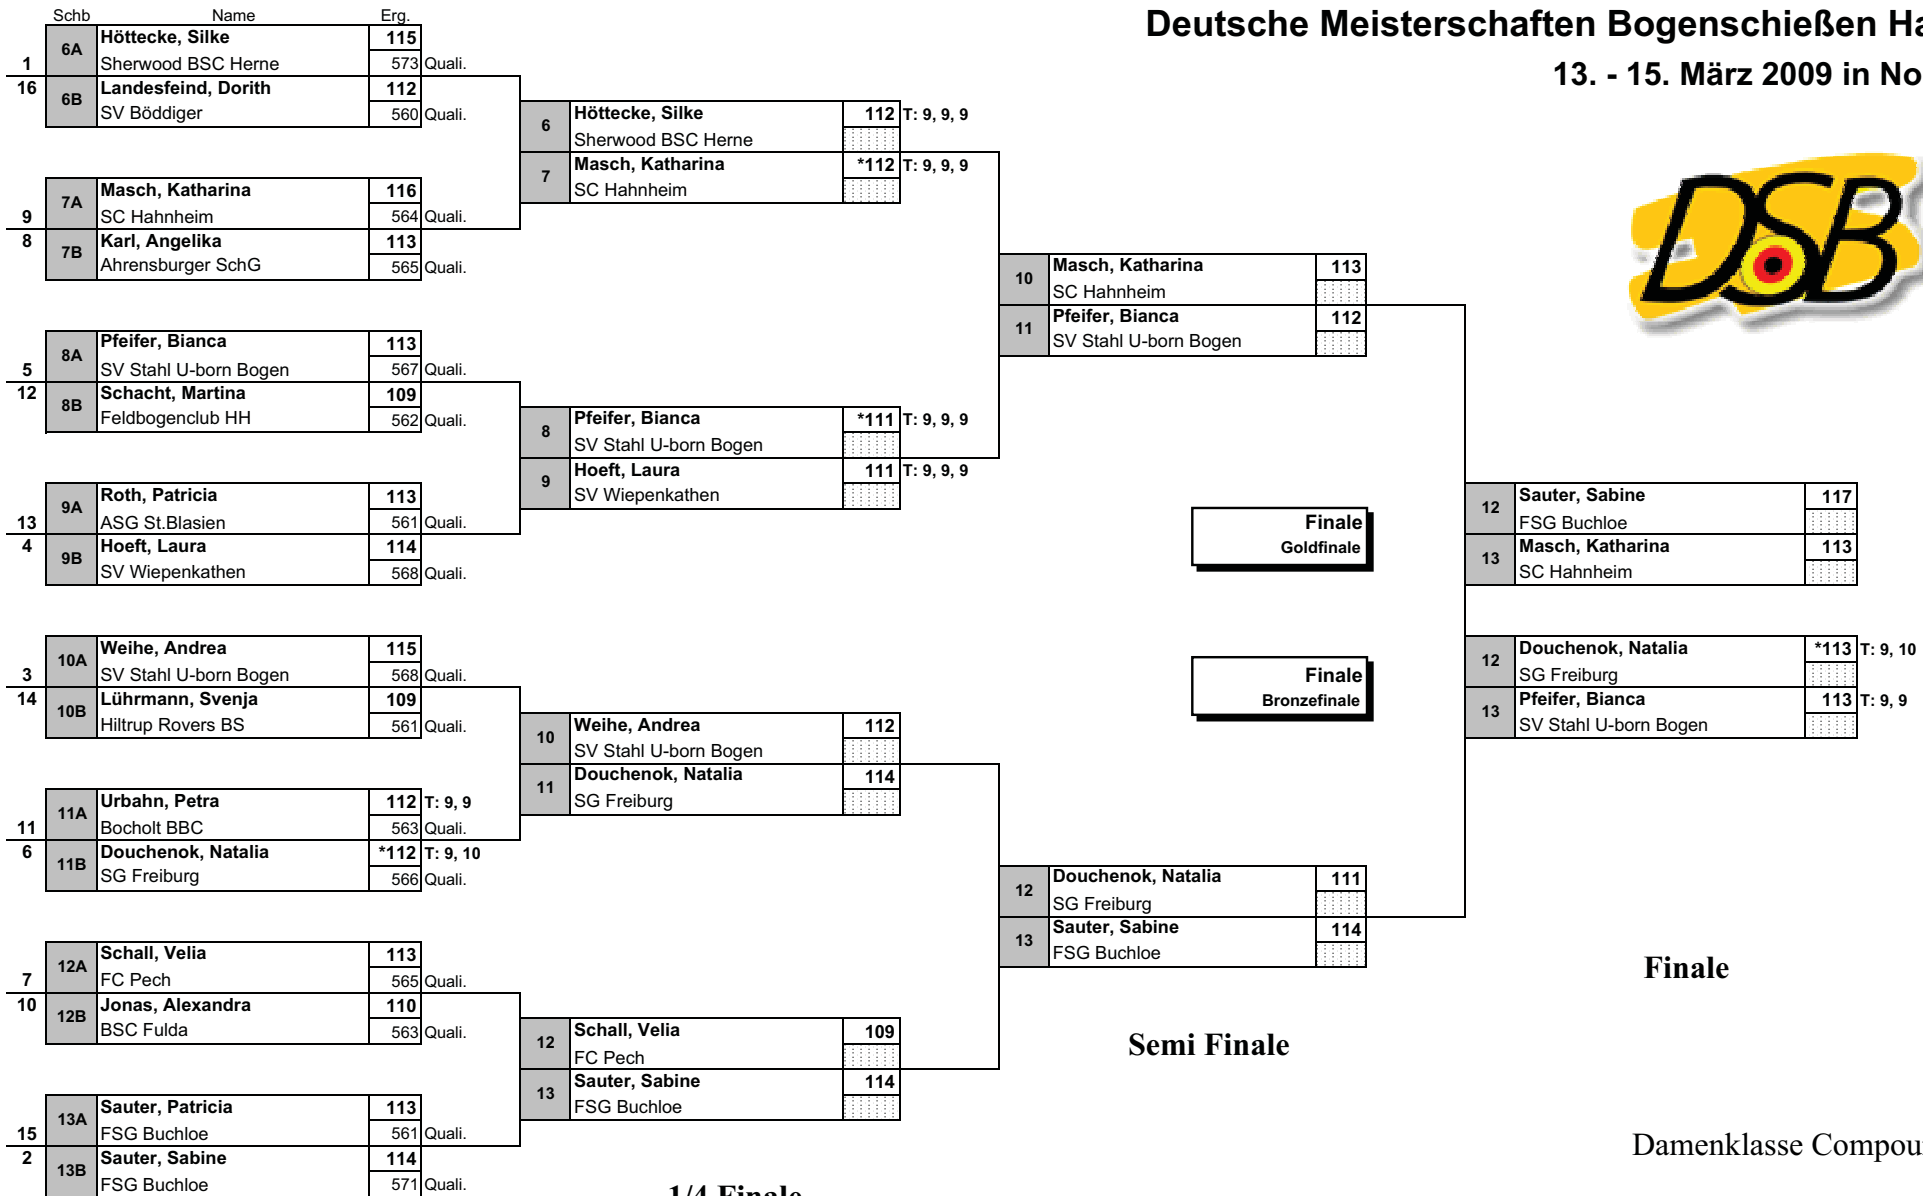 Deutsche Meisterschaften Bogenschießen Ha
13. - 15. März 2009 in No
DSB
Schb Name Erg.
6A Höttecke, Silke 115
1 Sherwood BSC Herne 573 Quali.
16 6B Landesfeind, Dorith 112
SV Böddiger 560 Quali.
7A Masch, Katharina 116
9 SC Hahnheim 564 Quali.
8 7B Karl, Angelika 113
Ahrensburger SchG 565 Quali.
8A Pfeifer, Bianca 113
5 SV Stahl U-born Bogen 567 Quali.
12 8B Schacht, Martina 109
Feldbogenclub HH 562 Quali.
9A Roth, Patricia 113
13 ASG St.Blasien 561 Quali.
4 9B Hoeft, Laura 114
SV Wiepenkathen 568 Quali.
10A Weihe, Andrea 115
3 SV Stahl U-born Bogen 568 Quali.
14 10B Lührmann, Svenja 109
Hiltrup Rovers BS 561 Quali.
11A Urbahn, Petra 112 T: 9, 9
11 Bocholt BBC 563 Quali.
6 11B Douchenok, Natalia *112 T: 9, 10
SG Freiburg 566 Quali.
12A Schall, Velia 113
7 FC Pech 565 Quali.
10 12B Jonas, Alexandra 110
BSC Fulda 563 Quali.
13A Sauter, Patricia 113
15 FSG Buchloe 561 Quali.
2 13B Sauter, Sabine 114
FSG Buchloe 571 Quali.
6 Höttecke, Silke 112 T: 9, 9, 9
Sherwood BSC Herne
7 Masch, Katharina *112 T: 9, 9, 9
SC Hahnheim
8 Pfeifer, Bianca *111 T: 9, 9, 9
SV Stahl U-born Bogen
9 Hoeft, Laura 111 T: 9, 9, 9
SV Wiepenkathen
10 Weihe, Andrea 112
SV Stahl U-born Bogen
11 Douchenok, Natalia 114
SG Freiburg
12 Schall, Velia 109
FC Pech
13 Sauter, Sabine 114
FSG Buchloe
1/4 Finale
10 Masch, Katharina 113
SC Hahnheim
11 Pfeifer, Bianca 112
SV Stahl U-born Bogen
12 Douchenok, Natalia 111
SG Freiburg
13 Sauter, Sabine 114
FSG Buchloe
Semi Finale
Finale
Goldfinale
12 Sauter, Sabine 117
FSG Buchloe
13 Masch, Katharina 113
SC Hahnheim
Finale
Bronzefinale
12 Douchenok, Natalia *113 T: 9, 10
SG Freiburg
13 Pfeifer, Bianca 113 T: 9, 9
SV Stahl U-born Bogen
Finale
Damenklasse Compou